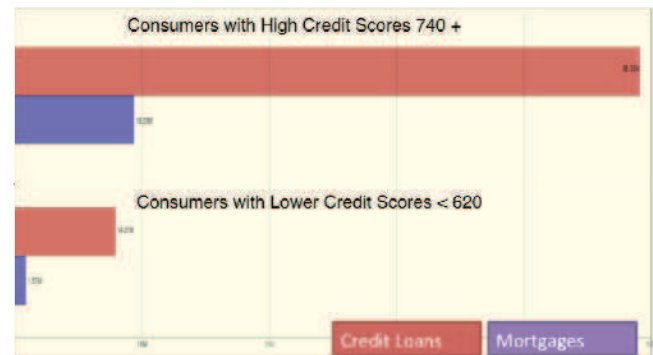 Consumers with High Credit Scores 740 +
Consumers with Lower Credit Scores < 620
Credit Loans
Mortgages